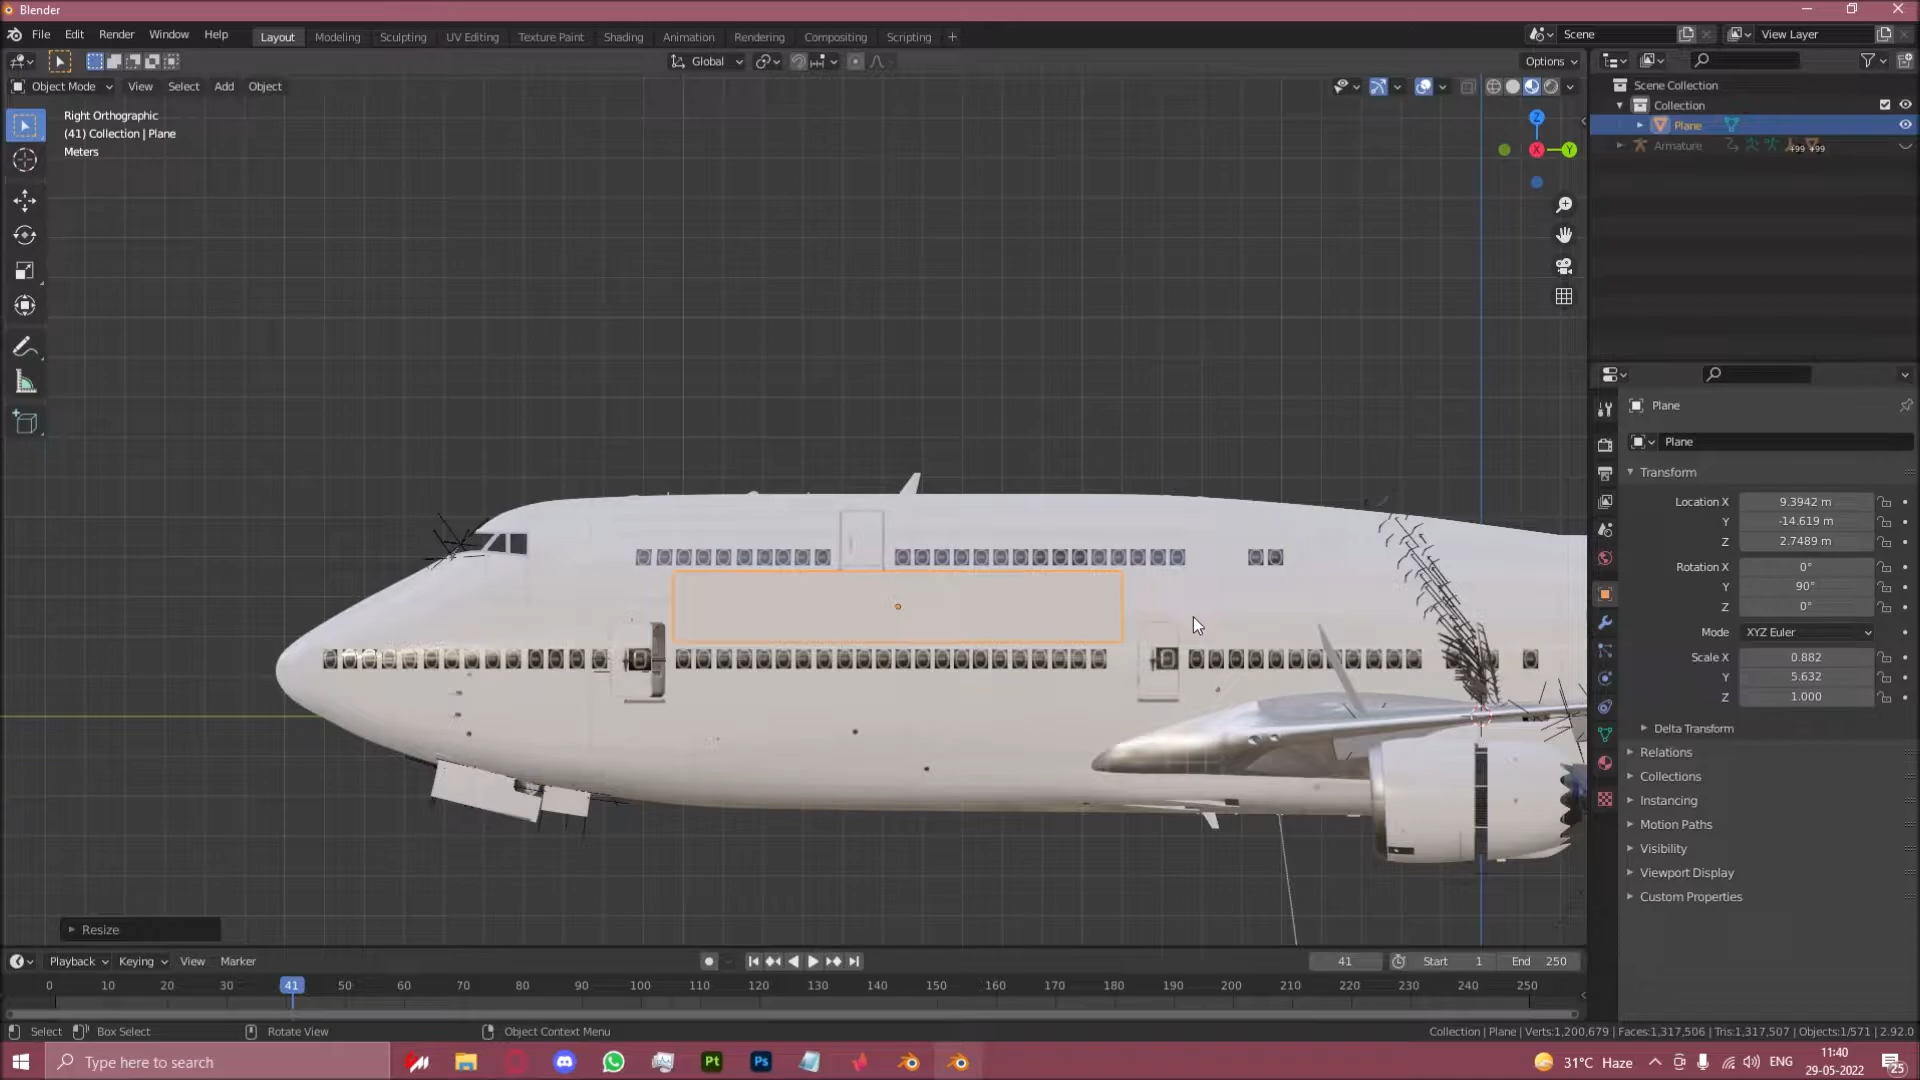 Blender
File Edit Render Window Help Layout Modeling Sculpting UV Editing Texture Paint Shading Animation Rendering Compositing Scripting + Scene View Layer
Global Options
Object Mode View Select Add Object
Right Orthographic
(41) Collection | Plane
Meters
Z
X Y
Scene Collection
Collection
Plane
Armature 499 499
Plane
Plane
Transform
Location X 9.3942 m
Y -14.619 m
Z 2.7489 m
Rotation X 0°
Y 90°
Z 0°
Mode XYZ Euler
Scale X 0.882
Y 5.632
Z 1.000
Delta Transform
Relations
Collections
Instancing
Motion Paths
Visibility
Viewport Display
Custom Properties
Resize
Playback Keying View Marker 41 Start 1 End 250
0 10 20 30 41 50 60 70 80 90 100 110 120 130 140 150 160 170 180 190 200 210 220 230 240 250
Select Box Select Rotate View Object Context Menu Collection | Plane | Verts:1,200,679 | Faces:1,317,506 | Tris:1,317,507 | Objects:1/571 | 2.92.0
Type here to search Pt Ps 31°C Haze ENG 11:40
29-05-2022 25